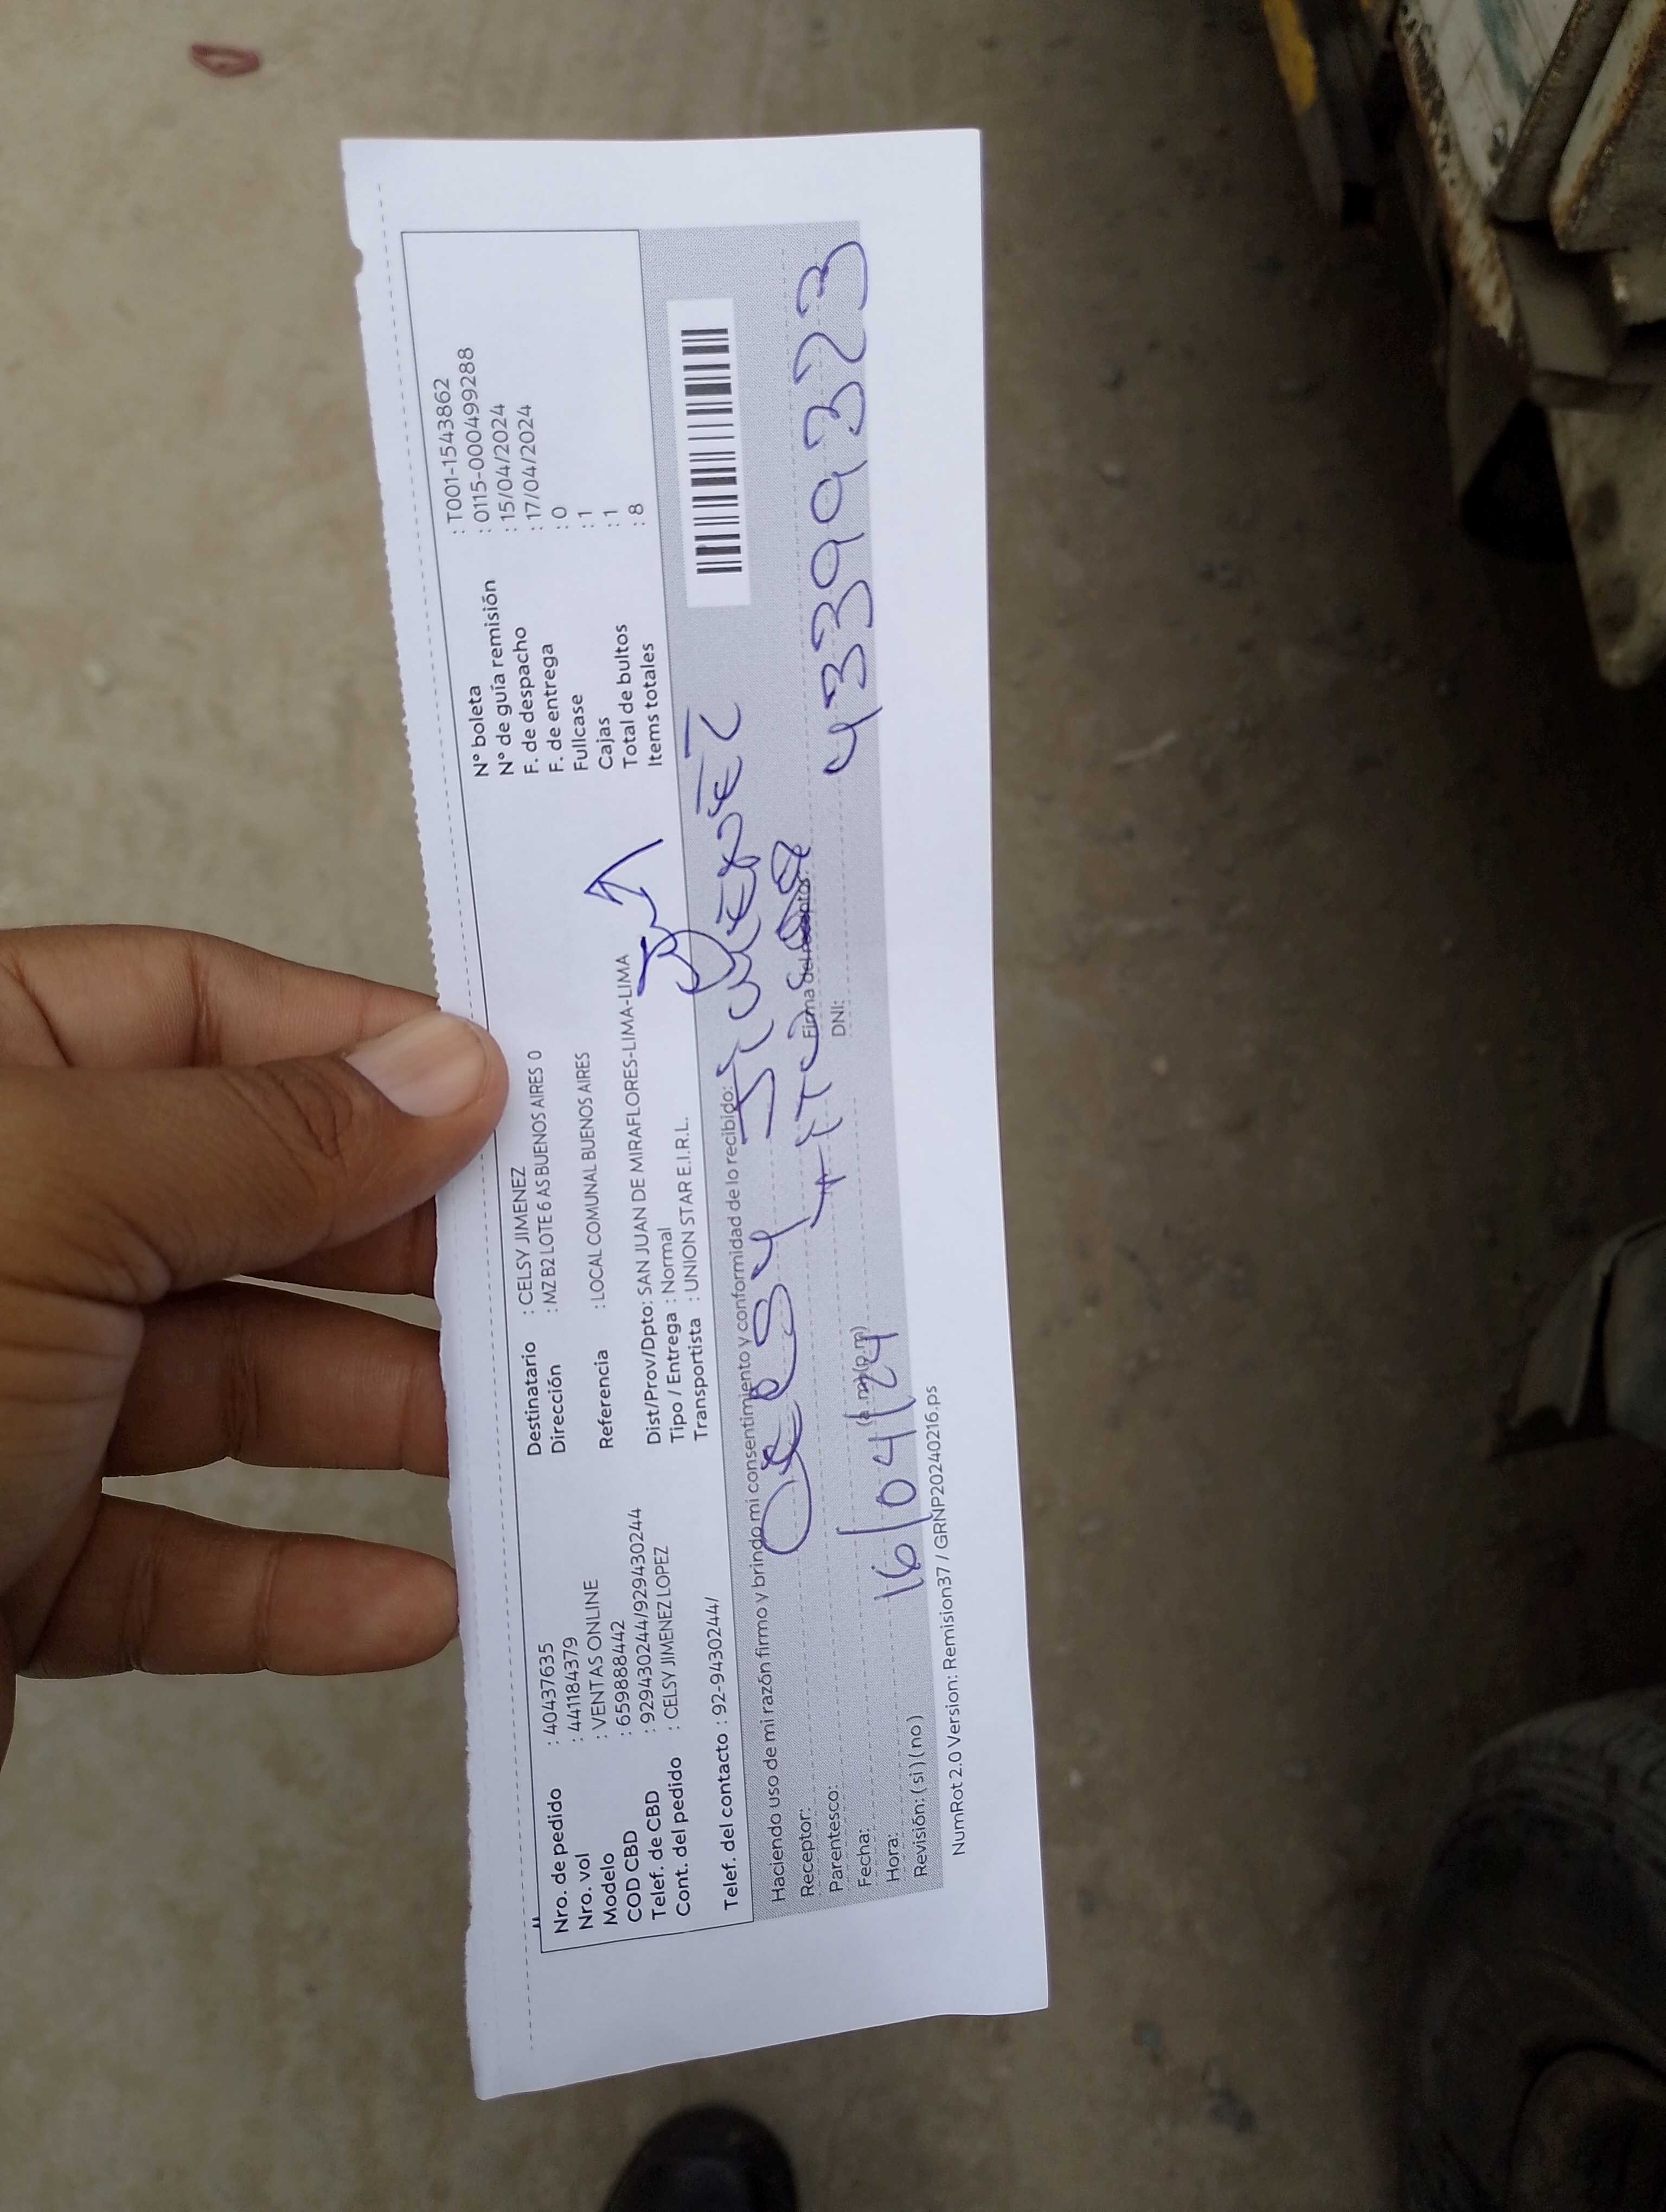 Nro. de pedido : 40437635
Nro. vol : 441184379
Modelo : VENTAS ONLINE
COD CBD : 659888442
Telef. de CBD : 929430244/929430244
Cont. del pedido : CELSY JIMENEZ LOPEZ
Telef. del contacto : 92-9430244/
Destinatario : CELSY JIMENEZ
Dirección : MZ B2 LOTE 6 AS BUENOS AIRES 0
Referencia : LOCAL COMUNAL BUENOS AIRES
Dist/Prov/Dpto: SAN JUAN DE MIRAFLORES-LIMA-LIMA
Tipo / Entrega : Normal
Transportista : UNION STAR E.I.R.L.
N° boleta : T001-1543862
N° de guía remisión : 0115-0004499288
F. de despacho : 15/04/2024
F. de entrega : 17/04/2024
Fullcase : 0
Cajas : 1
Total de bultos : 1
Items totales : 8
Haciendo uso de mi razón firmo y brindo mi consentimiento y conformidad de lo recibido:
Receptor:
Parentesco:
Firma del receptor
Fecha: 16/04/24
DNI: 43399323
Hora: (a.m)(p.m)
Revisión: (si) (no)
NumRot 2.0 Version: Remision37 / GRNP20240216.ps